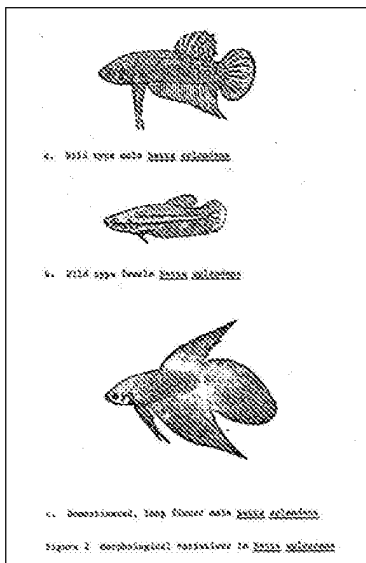 a. Wild type male betta splendens
b. Wild type female betta splendens
c. Domesticated, long finned male betta splendens
Figure 2 morphological variations in betta splendens